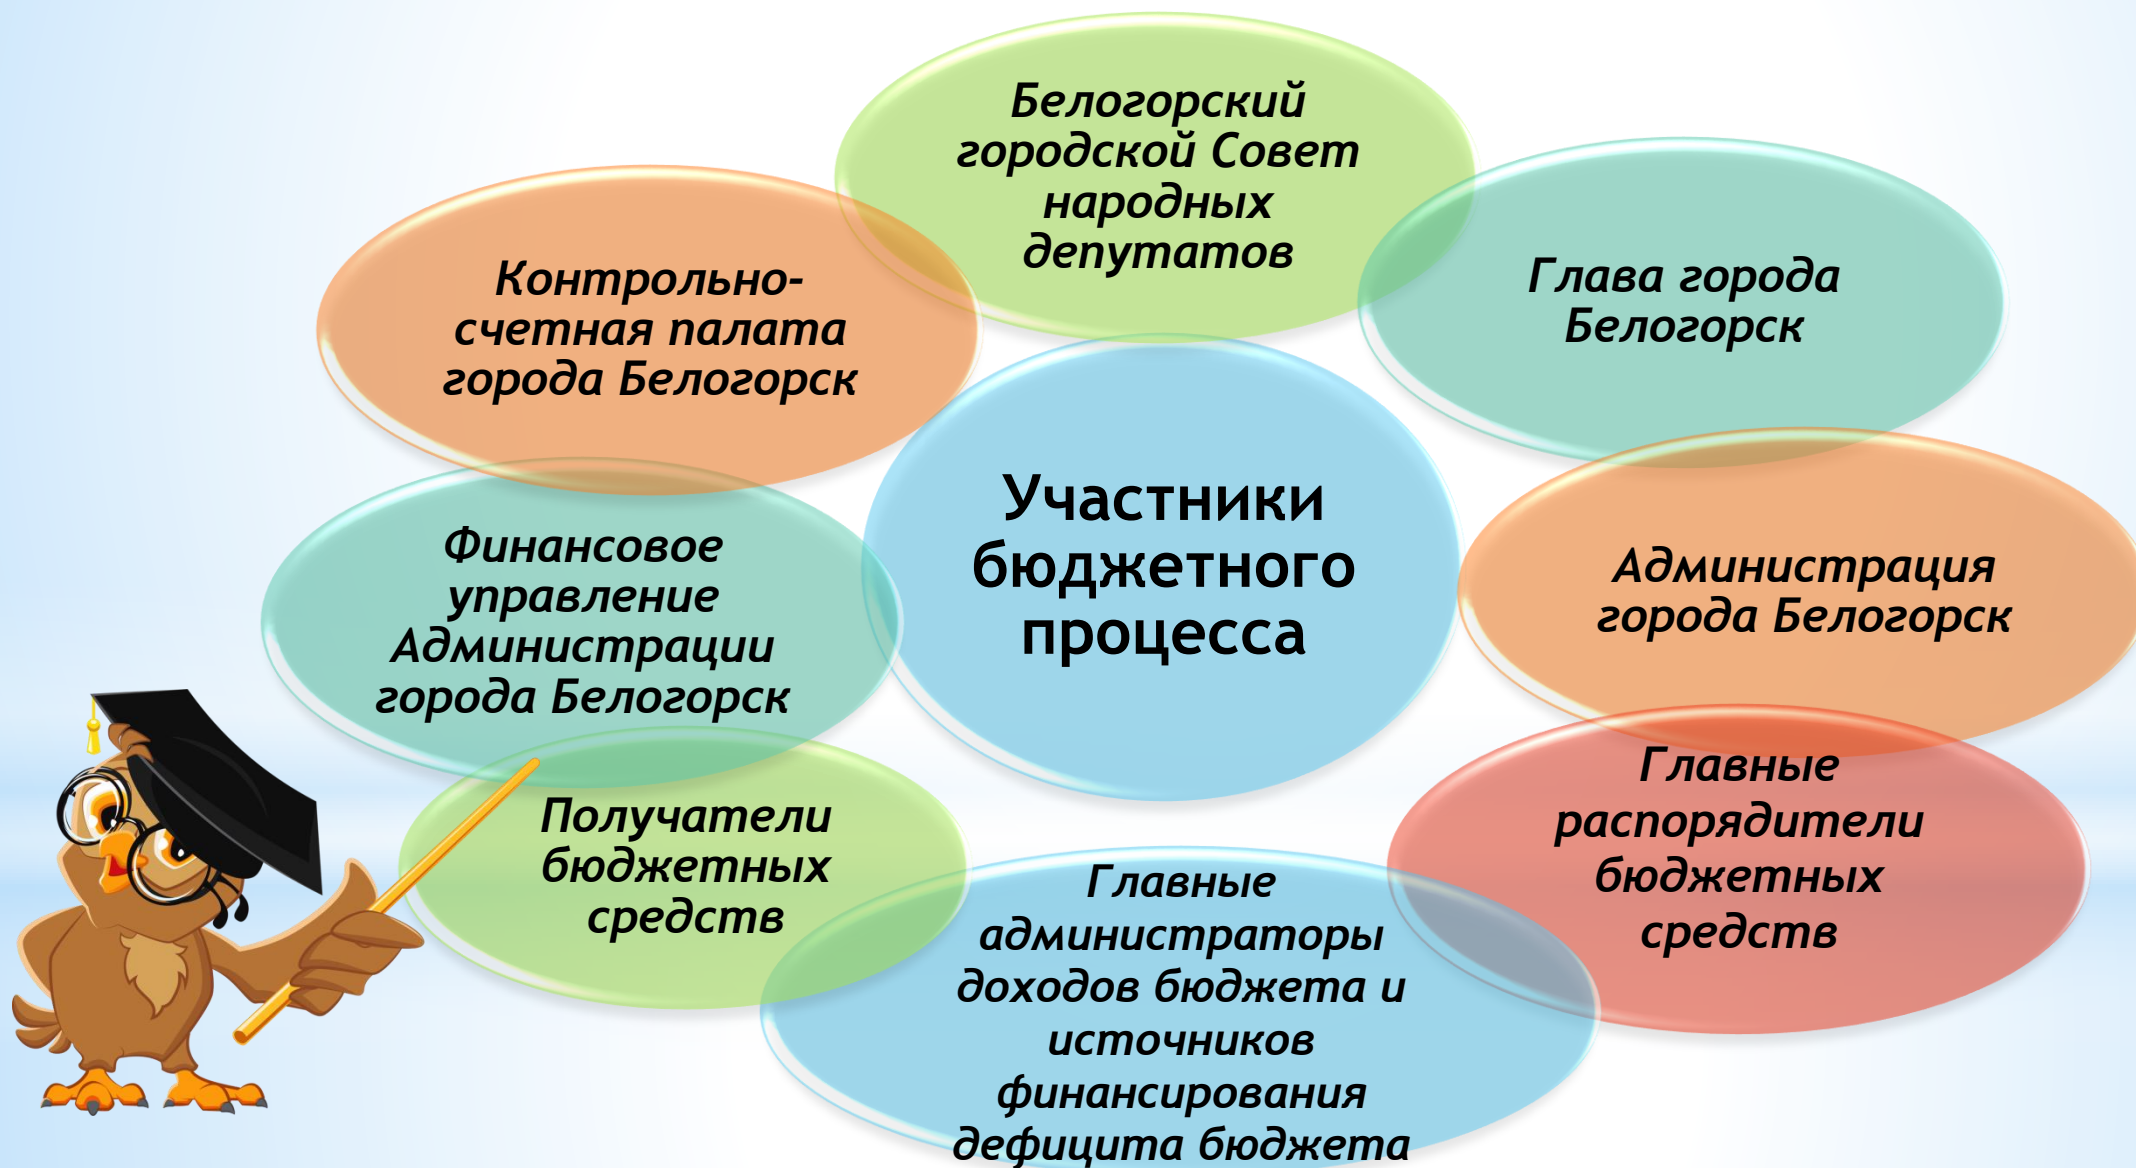 Белогорский
городской Совет
народных
депутатов
Глава города
Белогорск
Контрольно-
счетная палата
города Белогорск
Участники
бюджетного
процесса
Администрация
города Белогорск
Финансовое
управление
Администрации
города Белогорск
Главные
распорядители
бюджетных
средств
Получатели
бюджетных
средств
Главные
администраторы
доходов бюджета и
источников
финансирования
дефицита бюджета